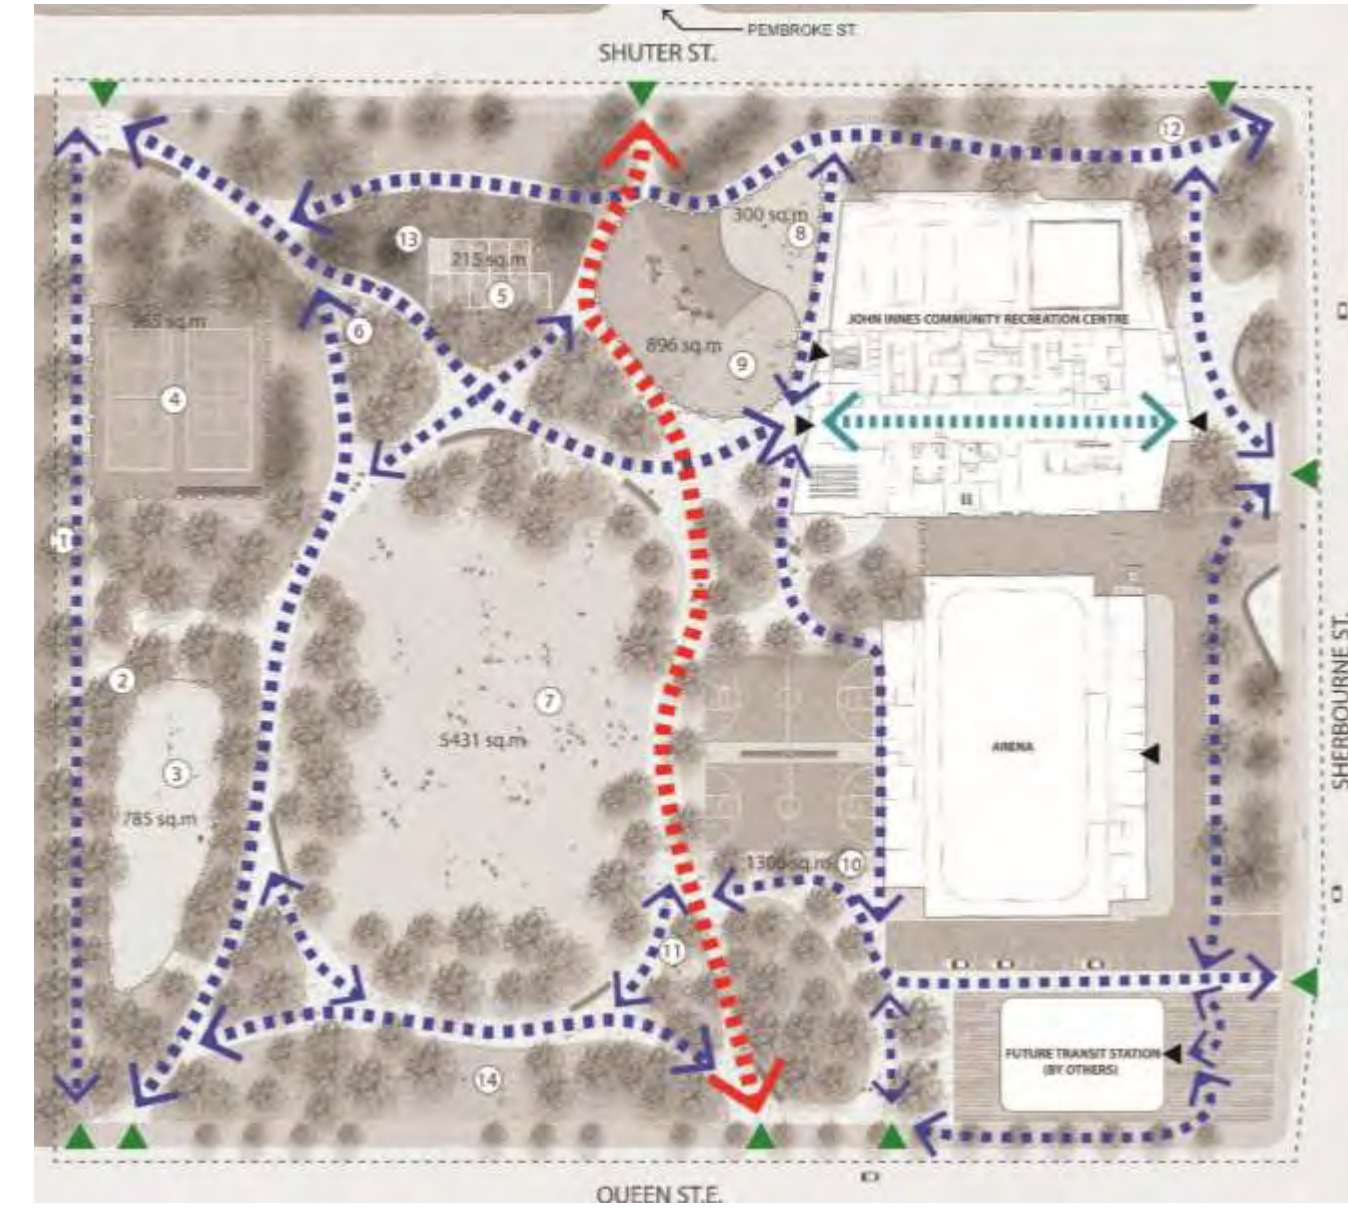 PEMBROKE ST.
SHUTER ST.
12
300 sq.m
8
13
215 sq.m
5
JOHN INNES COMMUNITY RECREATION CENTRE
965 sq.m
6
896 sq.m
9
4
1
SHERBOURNE ST.
2
7
5431 sq.m
ARENA
3
785 sq.m
10
11
FUTURE TRANSIT STATION
(BY OTHERS)
14
QUEEN ST.E.